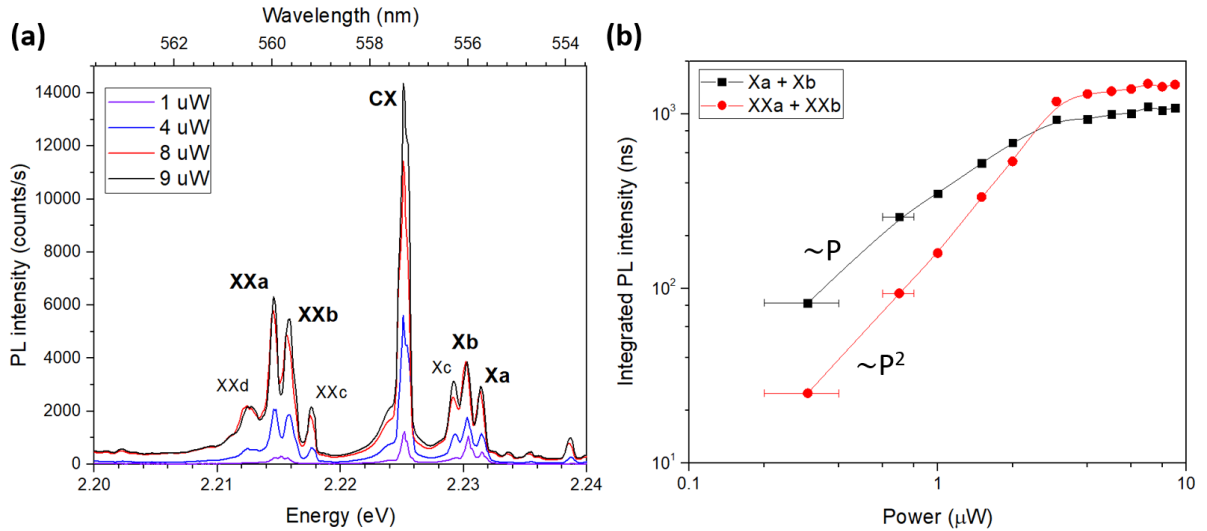 (a)
Wavelength (nm)
562 560 558 556 554
PL intensity (counts/s)
14000
12000
10000
8000
6000
4000
2000
0
1 uW
4 uW
8 uW
9 uW
CX
XXa
XXb
XXd
XXc
Xb
Xc
Xa
2.20 2.21 2.22 2.23 2.24
Energy (eV)
(b)
Integrated PL intensity (ns)
10³
10²
10¹
Xa + Xb
XXa + XXb
~P
~P²
0.1 1 10
Power (μW)